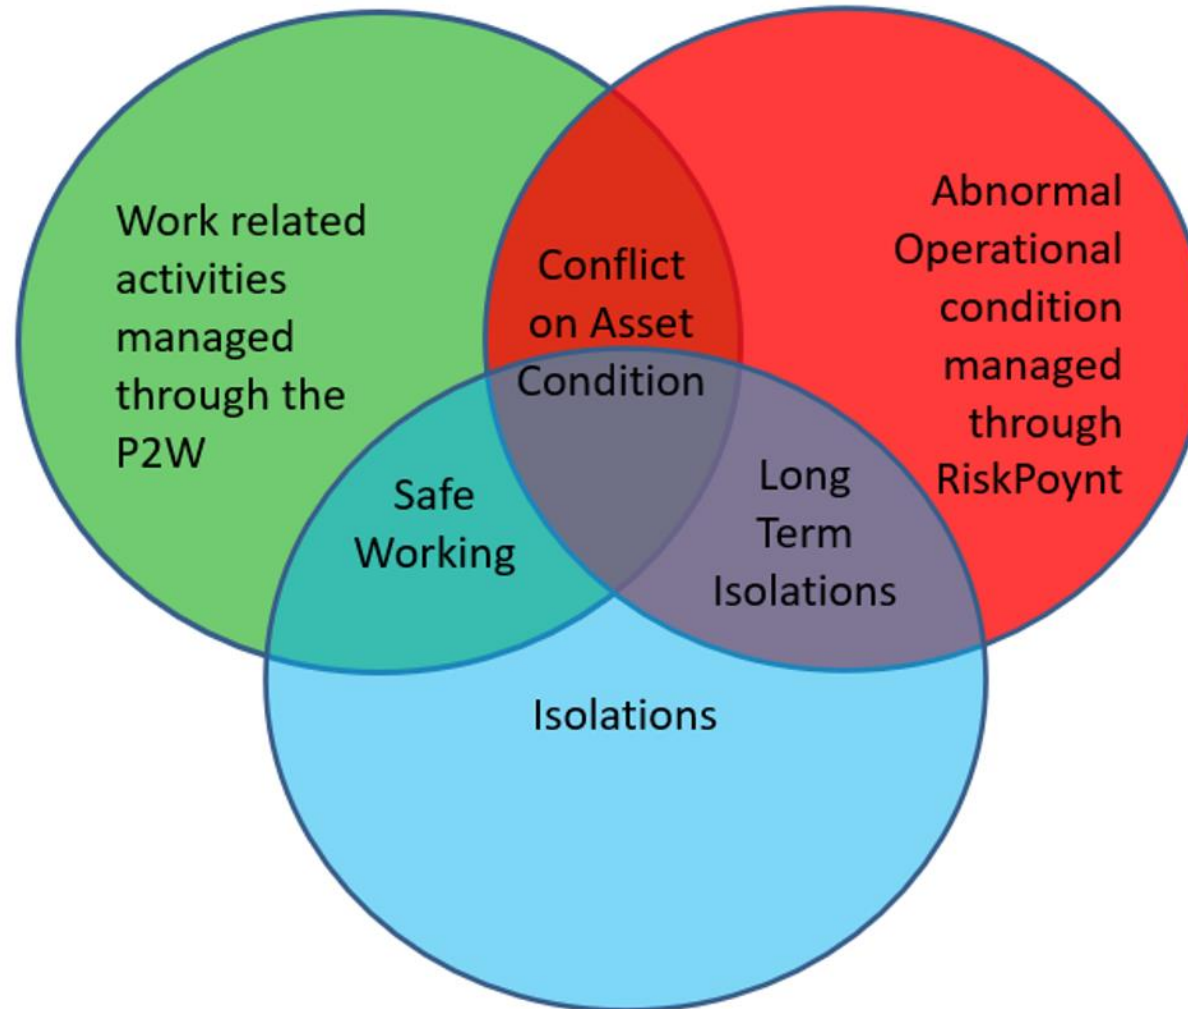 Work related
activities
managed
through the
P2W
Conflict
on Asset
Condition
Abnormal
Operational
condition
managed
through
RiskPoynt
Safe
Working
Long
Term
Isolations
Isolations